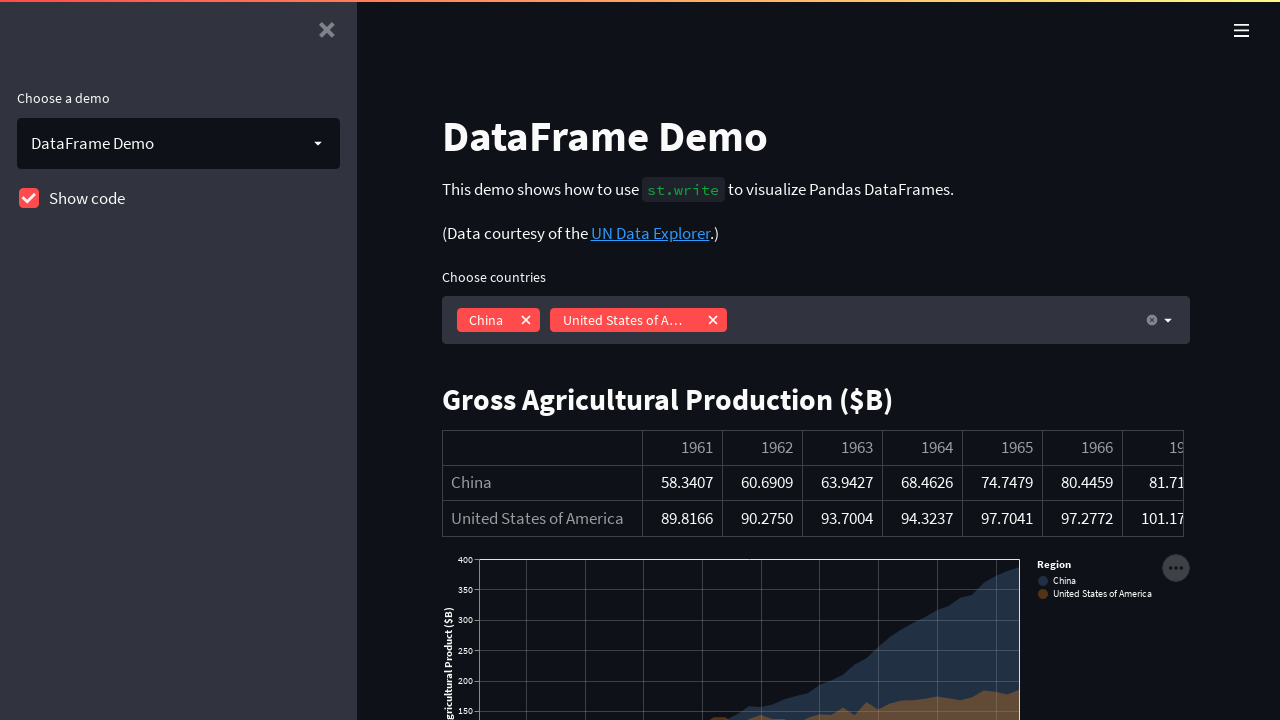 Choose a demo
DataFrame Demo
Show code
DataFrame Demo
This demo shows how to use st.write to visualize Pandas DataFrames.
(Data courtesy of the UN Data Explorer.)
Choose countries
China
United States of A...
Gross Agricultural Production ($B)
1961 1962 1963 1964 1965 1966 19
China 58.3407 60.6909 63.9427 68.4626 74.7479 80.4459 81.71
United States of America 89.8166 90.2750 93.7004 94.3237 97.7041 97.2772 101.17
400
350
300
250
200
150
gricultural Product ($B)
Region
China
United States of America